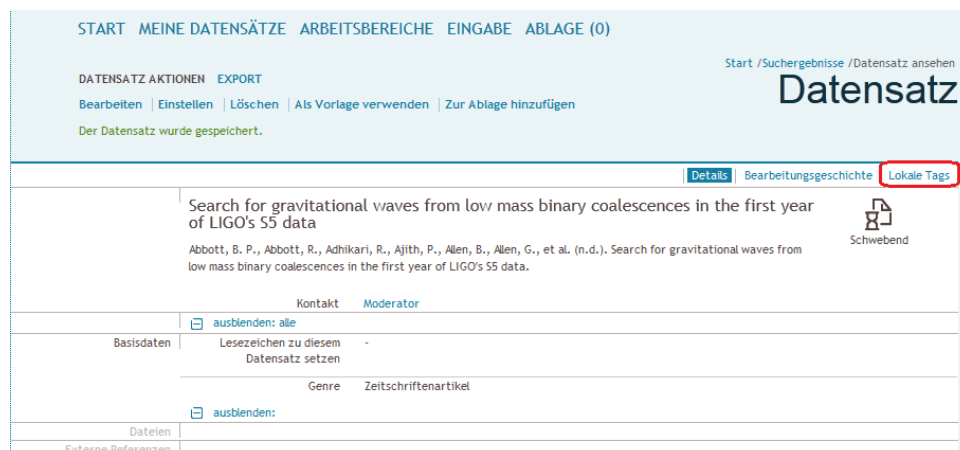 START MEINE DATENSÄTZE ARBEITSBEREICHE EINGABE ABLAGE (0)
Start /Suchergebnisse /Datensatz ansehen
Datensatz
DATENSATZ AKTIONEN EXPORT
Bearbeiten | Einstellen | Löschen | Als Vorlage verwenden | Zur Ablage hinzufügen
Der Datensatz wurde gespeichert.
Details | Bearbeitungsgeschichte Lokale Tags
Search for gravitational waves from low mass binary coalescences in the first year
of LIGO's S5 data
Schwebend
Abbott, B. P., Abbott, R., Adhikari, R., Ajith, P., Allen, B., Allen, G., et al. (n.d.). Search for gravitational waves from
low mass binary coalescences in the first year of LIGO's S5 data.
Kontakt Moderator
ausblenden: alle
Basisdaten Lesezeichen zu diesem -
Datensatz setzen
Genre Zeitschriftenartikel
ausblenden:
Dateien
Externe Referenzen